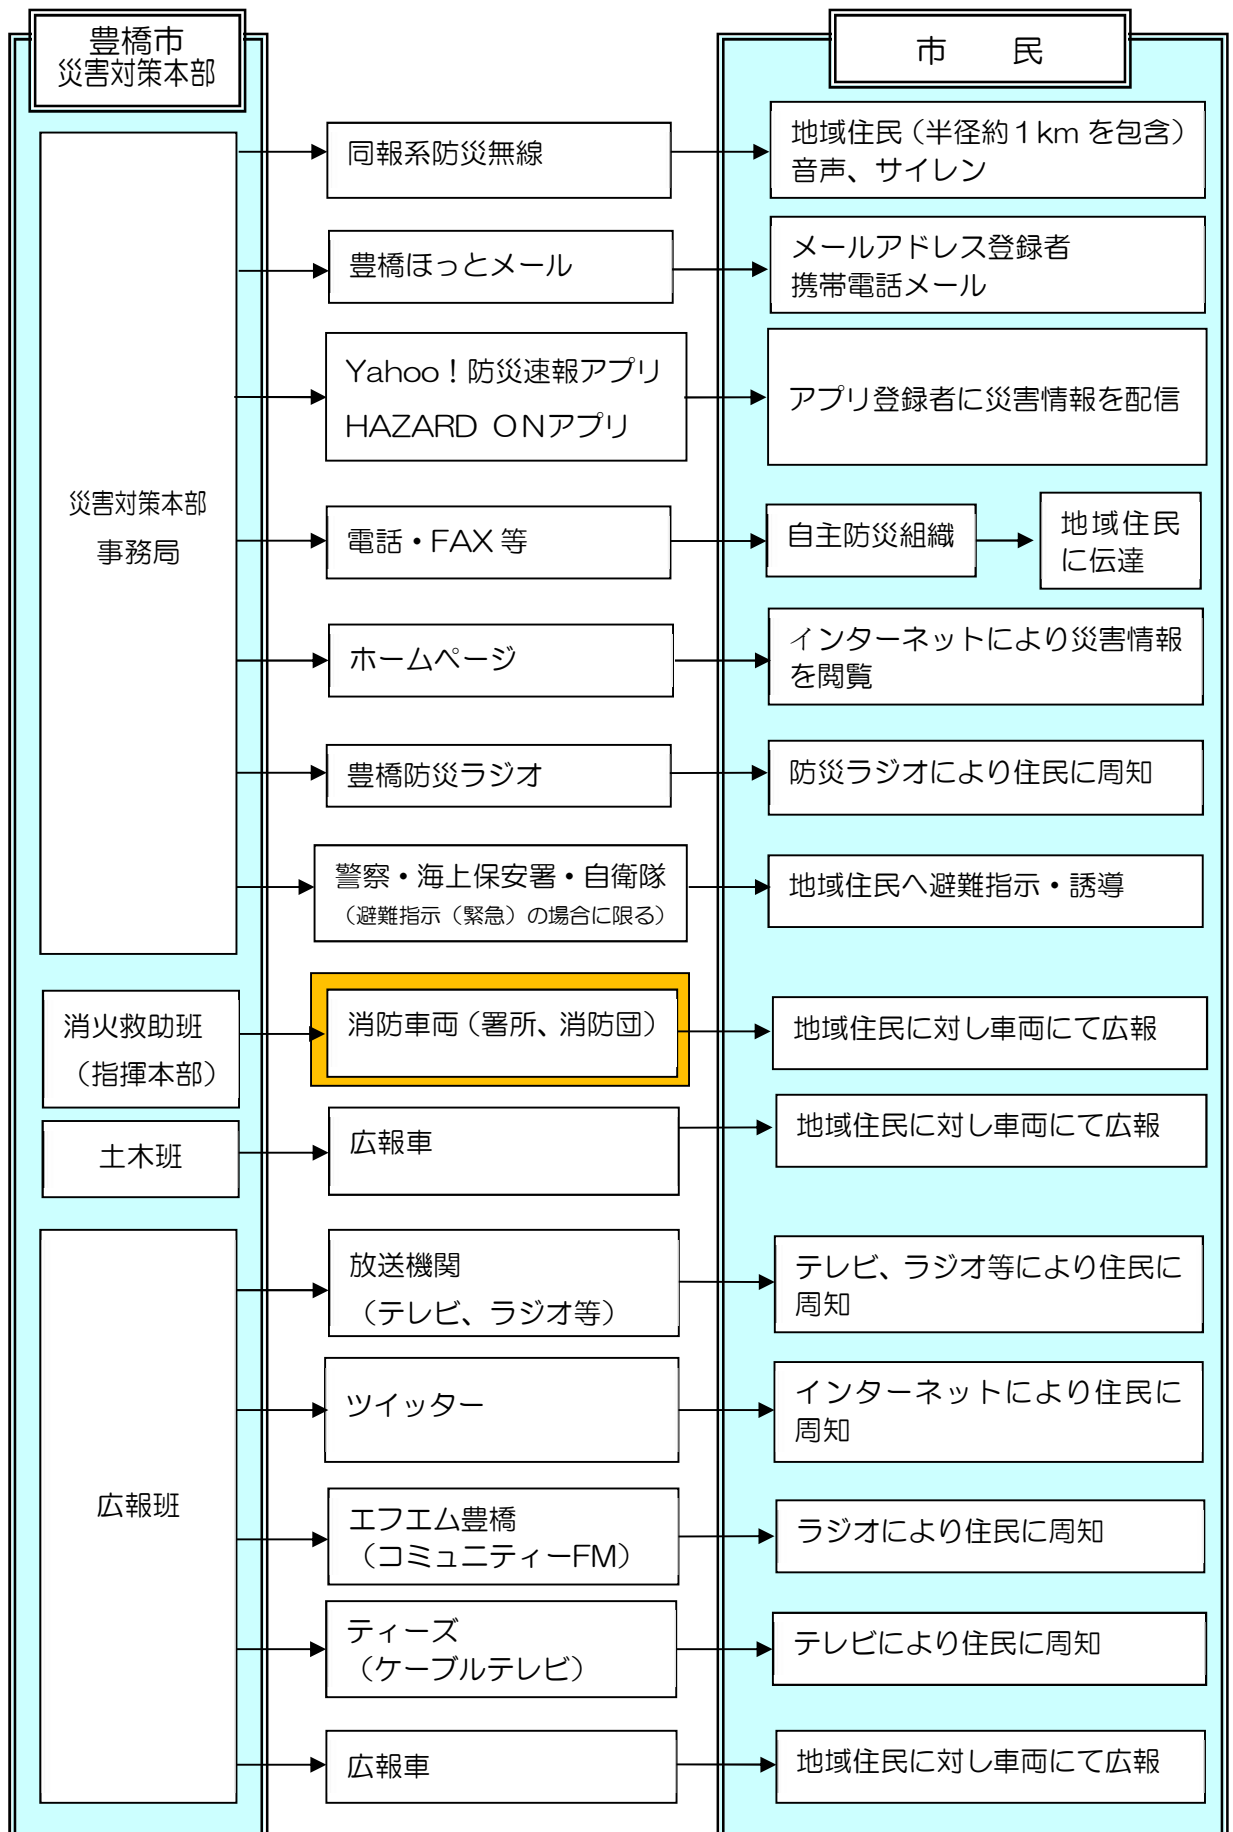 豊橋市
災害対策本部
市　　民
災害対策本部
事務局
同報系防災無線
地域住民（半径約１kmを包含）
音声、サイレン
豊橋ほっとメール
メールアドレス登録者
携帯電話メール
Yahoo！防災速報アプリ
HAZARD ONアプリ
アプリ登録者に災害情報を配信
電話・FAX 等
自主防災組織
地域住民
に伝達
ホームページ
インターネットにより災害情報
を閲覧
豊橋防災ラジオ
防災ラジオにより住民に周知
警察・海上保安署・自衛隊
（避難指示（緊急）の場合に限る）
地域住民へ避難指示・誘導
消火救助班
（指揮本部）
消防車両（署所、消防団）
地域住民に対し車両にて広報
土木班
広報車
地域住民に対し車両にて広報
広報班
放送機関
（テレビ、ラジオ等）
テレビ、ラジオ等により住民に
周知
ツイッター
インターネットにより住民に
周知
エフエム豊橋
（コミュニティーFM）
ラジオにより住民に周知
ティーズ
（ケーブルテレビ）
テレビにより住民に周知
広報車
地域住民に対し車両にて広報